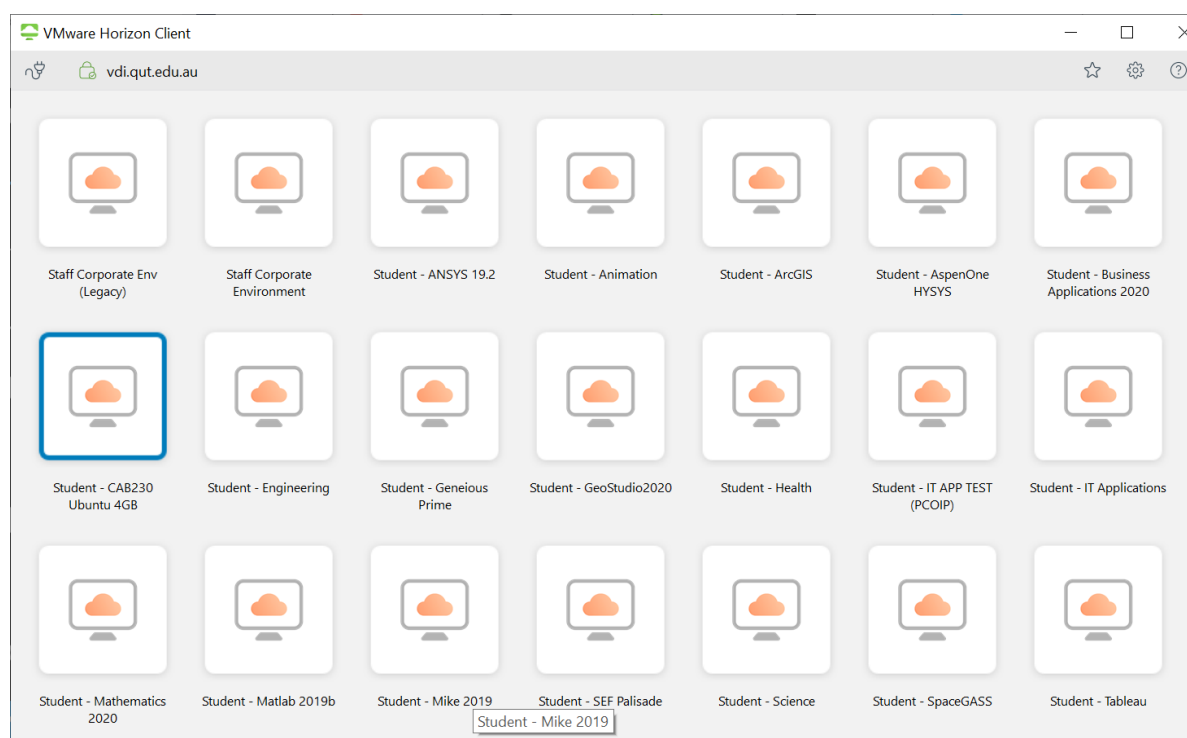 VMware Horizon Client
vdi.qut.edu.au
Staff Corporate Env
(Legacy)
Staff Corporate
Environment
Student - ANSYS 19.2
Student - Animation
Student - ArcGIS
Student - AspenOne
HYSYS
Student - Business
Applications 2020
Student - CAB230
Ubuntu 4GB
Student - Engineering
Student - Geneious
Prime
Student - GeoStudio2020
Student - Health
Student - IT APP TEST
(PCOIP)
Student - IT Applications
Student - Mathematics
2020
Student - Matlab 2019b
Student - Mike 2019
Student - SEF Palisade
Student - Science
Student - SpaceGASS
Student - Tableau
Student - Mike 2019